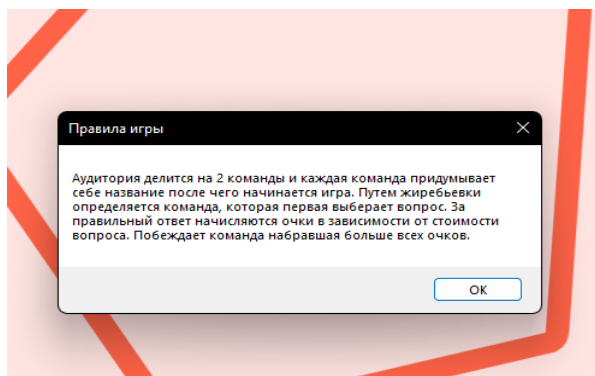 Правила игры
Аудитория делится на 2 команды и каждая команда придумывает
себе название после чего начинается игра. Путем жиребьевки
определяется команда, которая первая выберает вопрос. За
правильный ответ начисляются очки в зависимости от стоимости
вопроса. Побеждает команда набравшая больше всех очков.
ОК